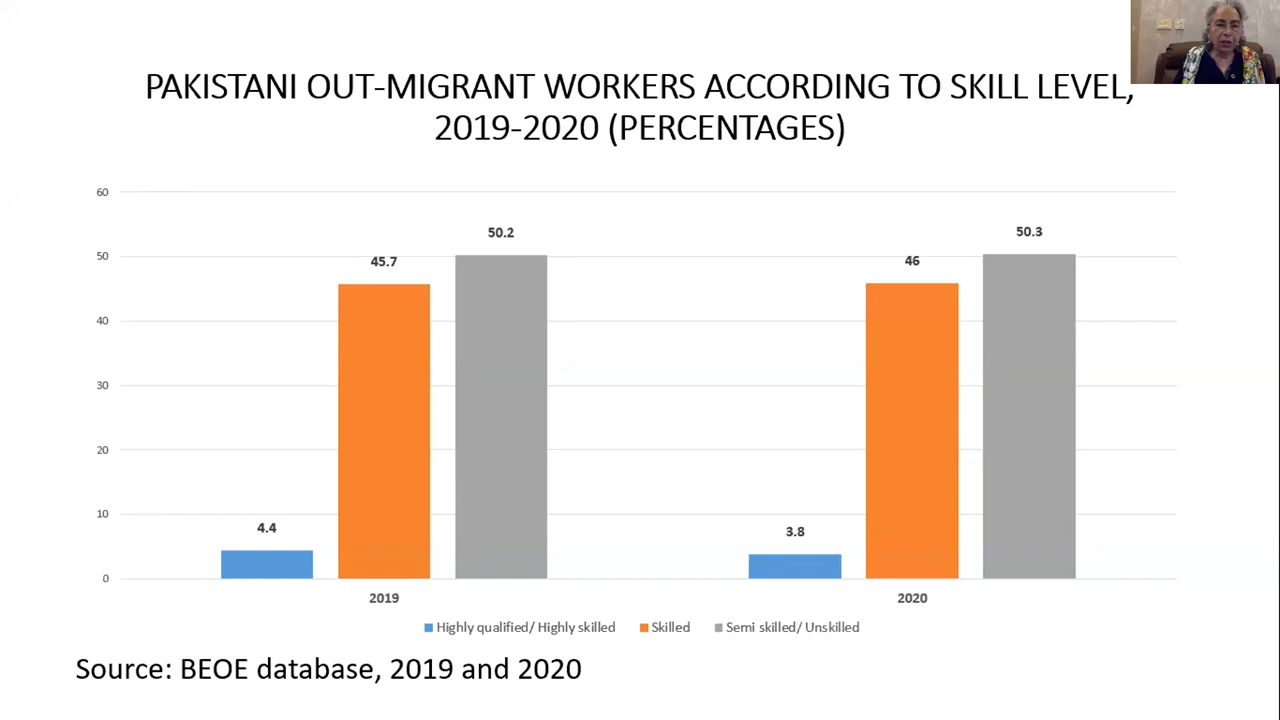 PAKISTANI OUT-MIGRANT WORKERS ACCORDING TO SKILL LEVEL,
2019-2020 (PERCENTAGES)
60
50
40
30
20
10
0
4.4
45.7
50.2
3.8
46
50.3
2019
2020
Highly qualified/ Highly skilled
Skilled
Semi skilled/ Unskilled
Source: BEOE database, 2019 and 2020